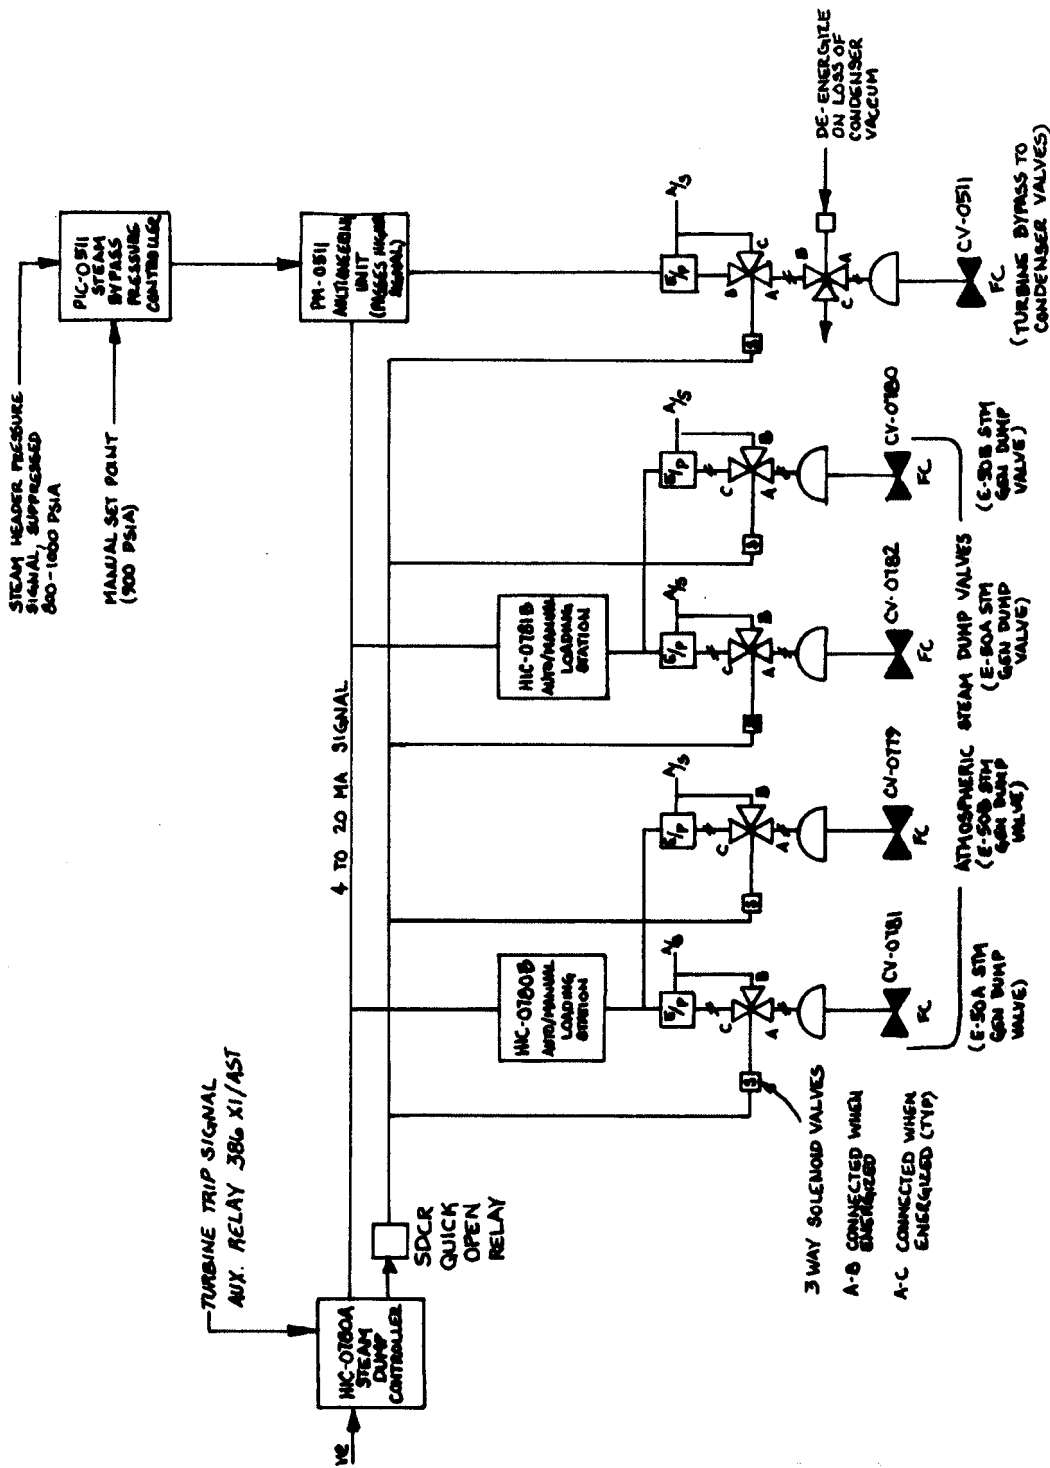 STEAM HEADER PRESSURE
SIGNAL, SUPPRESSED
800-1000 PSIA
MANUAL SET POINT
(900 PSIA)
PIC-0511
STEAM
BYPASS
PRESSURE
CONTROLLER
PM-0511
UNIT
(PASSES HIGHER
SIGNAL)
4 TO 20 MA SIGNAL
TURBINE TRIP SIGNAL
AUX. RELAY 386 X1/AST
HIC-0780A
STEAM
DUMP
CONTROLLER
SDCR
QUICK
OPEN
RELAY
HIC-0780B
AUTO/MANUAL
LOADING
STATION
HIC-0781B
AUTO/MANUAL
LOADING
STATION
E/P
A/S
E/P
A/S
E/P
A/S
E/P
A/S
E/P
A/S
S
S
S
S
B
C
A
B
C
A
B
C
A
B
C
A
B
C
A
B
A
C
DE-ENERGIZE
ON LOSS OF
CONDENSER
VACCUM
CV-0781
FC
(E-50A STM
GEN DUMP
VALVE)
CV-0779
FC
(E-50B STM
GEN DUMP
VALVE)
CV-0782
FC
(E-50A STM
GEN DUMP
VALVE)
CV-0780
FC
(E-50B STM
GEN DUMP
VALVE)
ATMOSPHERIC STEAM DUMP VALVES
CV-0511
FC
(TURBINE BYPASS TO
CONDENSER VALVES)
3 WAY SOLENOID VALVES
A-B CONNECTED WHEN
ENERGIZED
A-C CONNECTED WHEN
ENERGIZED (TYP)